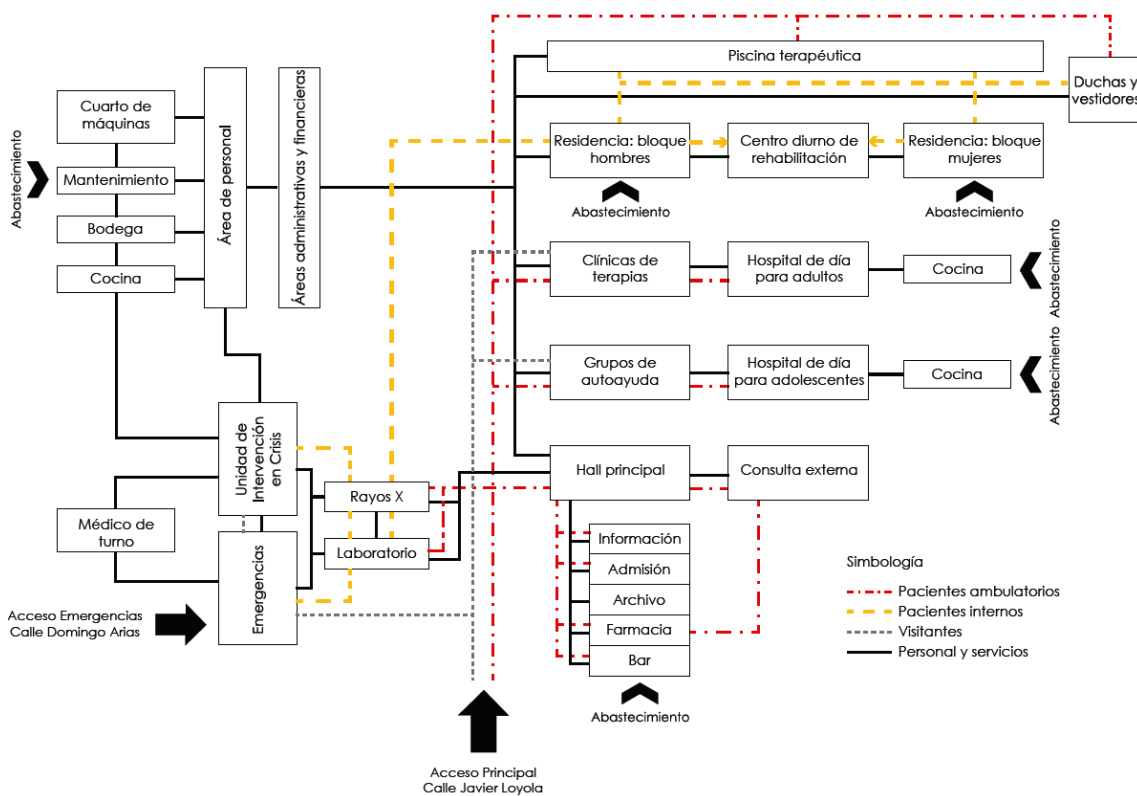 Piscina terapéutica
Duchas y
vestidores
Cuarto de
máquinas
Mantenimiento
Bodega
Cocina
Abastecimiento
Área de personal
Áreas administrativas y financieras
Residencia: bloque
hombres
Centro diurno de
rehabilitación
Residencia: bloque
mujeres
Abastecimiento
Abastecimiento
Clínicas de
terapias
Hospital de día
para adultos
Cocina
Abastecimiento
Grupos de
autoayuda
Hospital de día
para adolescentes
Cocina
Abastecimiento
Unidad de
Intervención
en Crisis
Rayos X
Hall principal
Consulta externa
Médico de
turno
Emergencias
Laboratorio
Información
Admisión
Archivo
Farmacia
Bar
Abastecimiento
Acceso Emergencias
Calle Domingo Arias
Acceso Principal
Calle Javier Loyola
Simbología
Pacientes ambulatorios
Pacientes internos
Visitantes
Personal y servicios